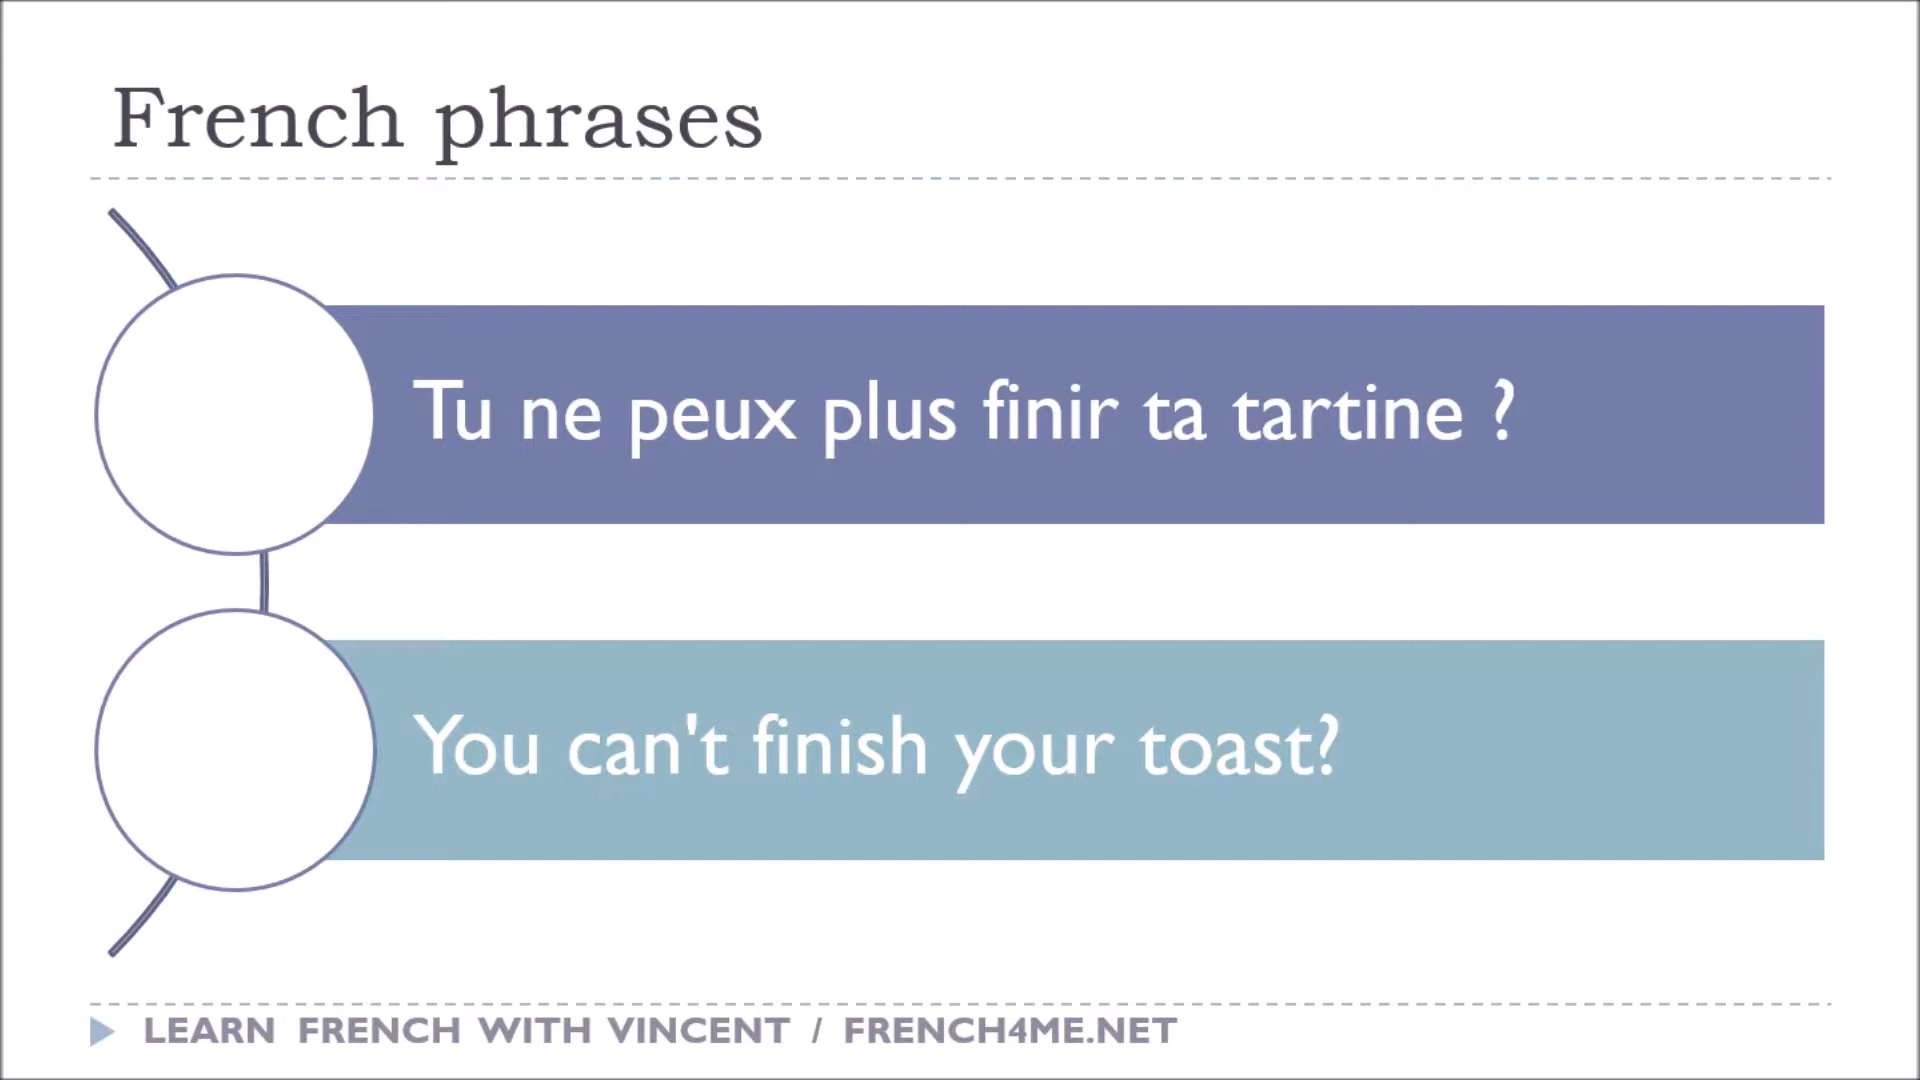 French phrases
Tu ne peux plus finir ta tartine ?
You can't finish your toast?
LEARN FRENCH WITH VINCENT / FRENCH4ME.NET